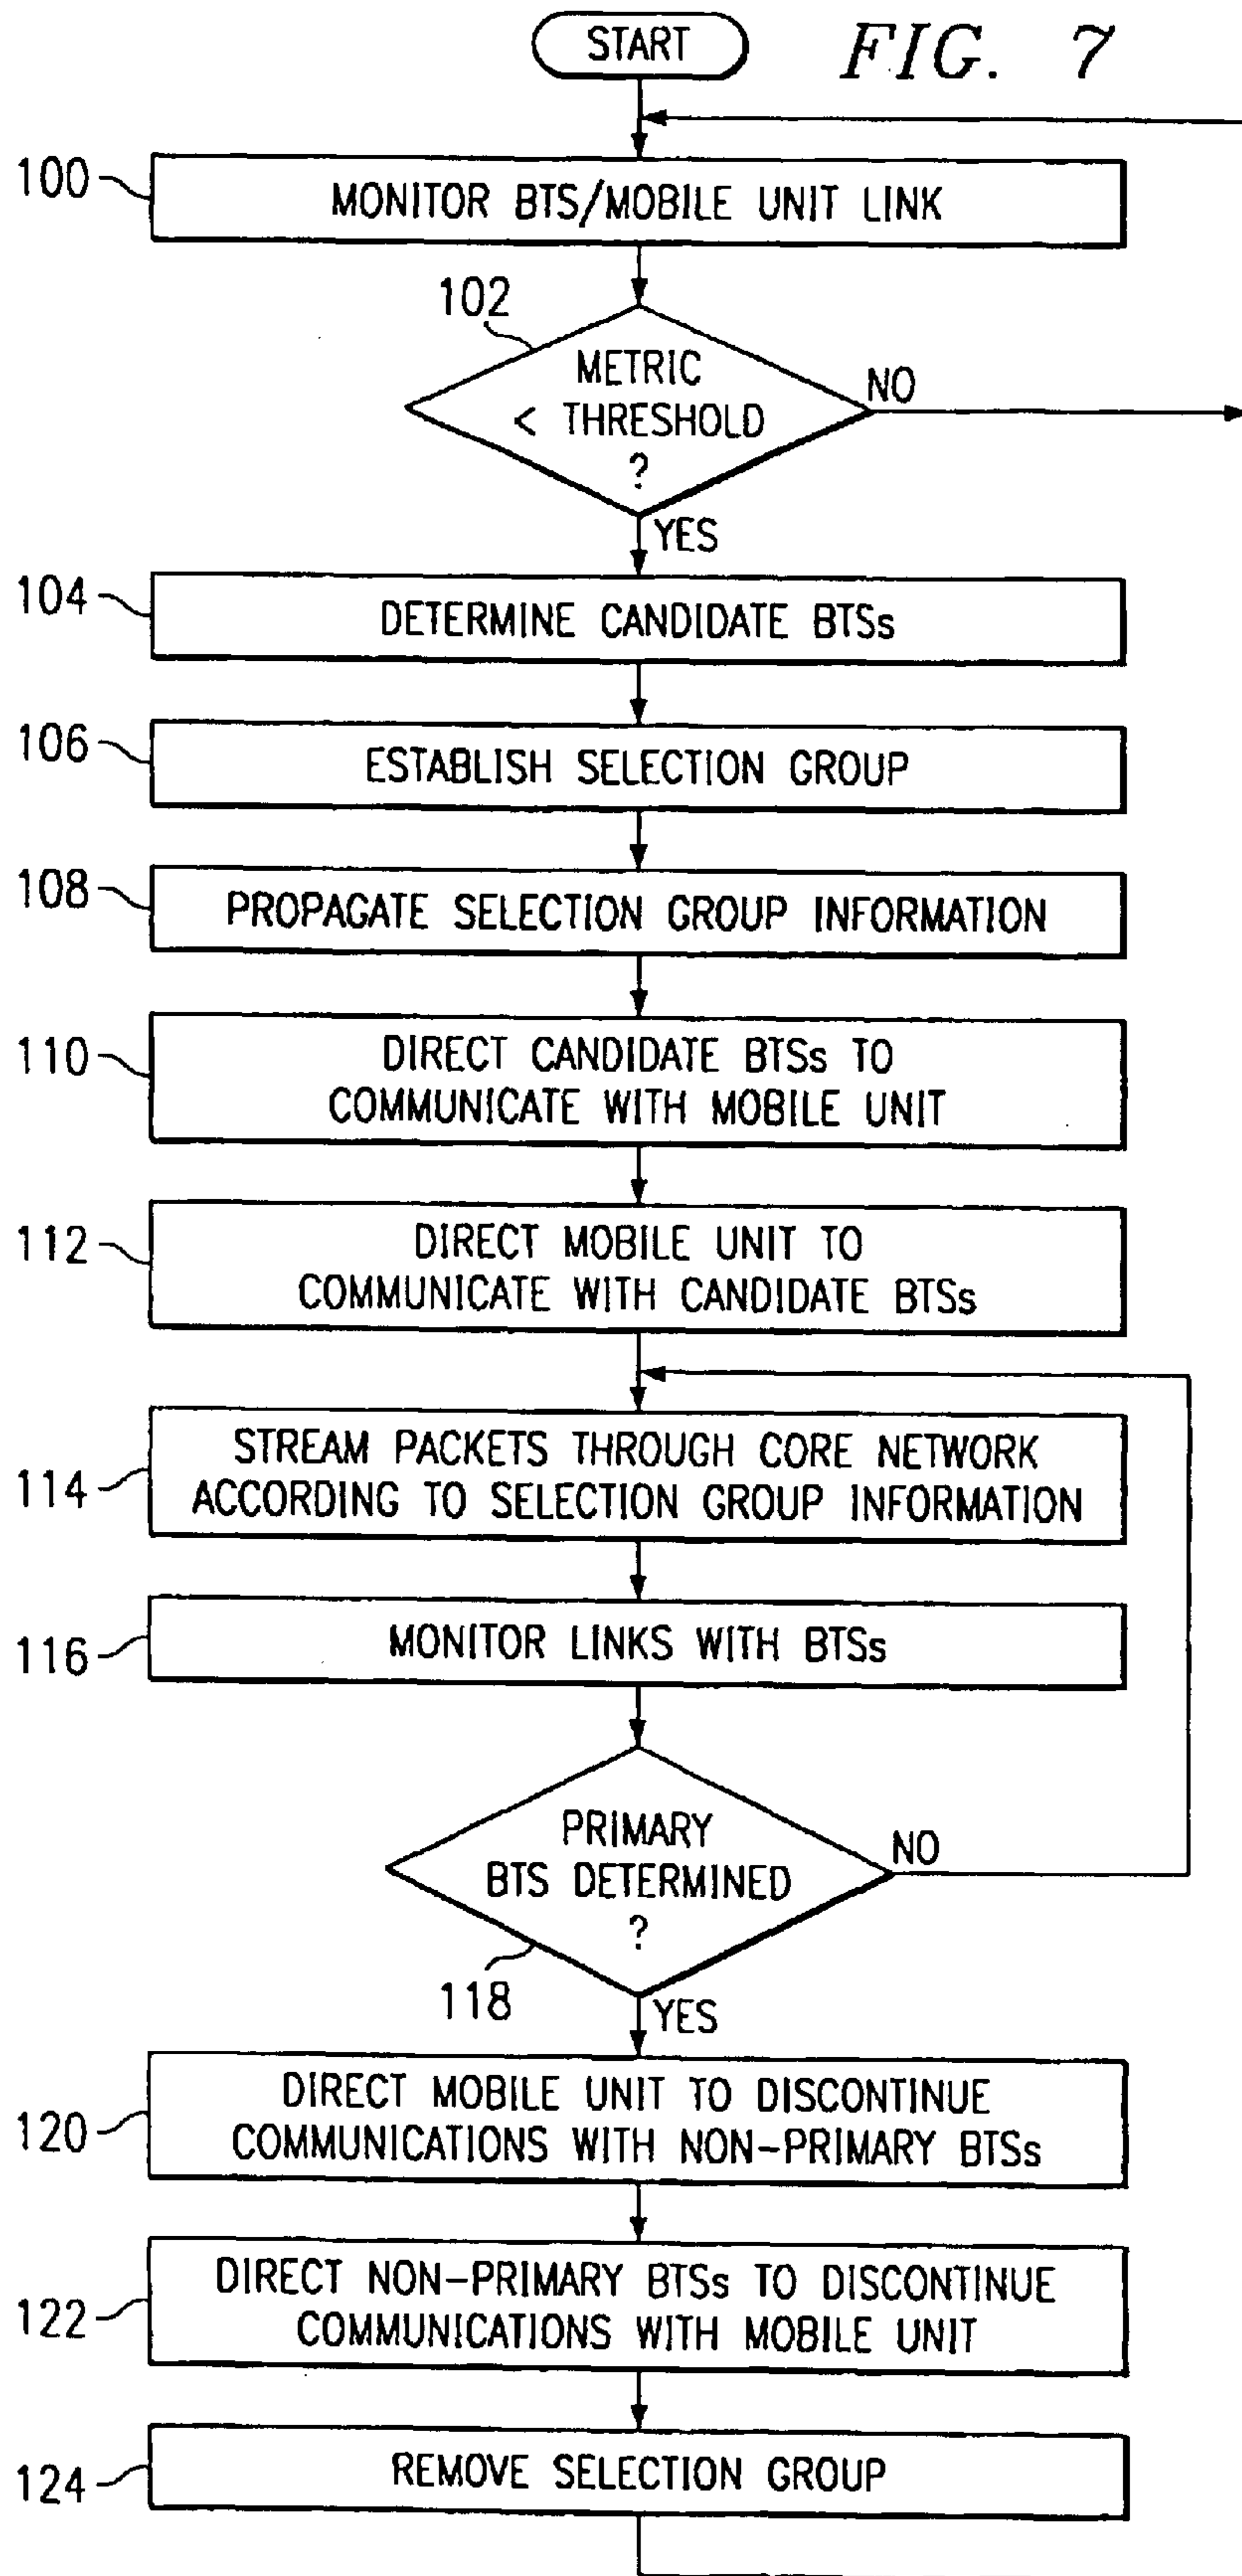 START
FIG. 7
100
MONITOR BTS/MOBILE UNIT LINK
102
METRIC
< THRESHOLD
?
NO
YES
104
DETERMINE CANDIDATE BTSs
106
ESTABLISH SELECTION GROUP
108
PROPAGATE SELECTION GROUP INFORMATION
110
DIRECT CANDIDATE BTSs TO
COMMUNICATE WITH MOBILE UNIT
112
DIRECT MOBILE UNIT TO
COMMUNICATE WITH CANDIDATE BTSs
114
STREAM PACKETS THROUGH CORE NETWORK
ACCORDING TO SELECTION GROUP INFORMATION
116
MONITOR LINKS WITH BTSs
PRIMARY
BTS DETERMINED
?
NO
118
YES
120
DIRECT MOBILE UNIT TO DISCONTINUE
COMMUNICATIONS WITH NON-PRIMARY BTSs
122
DIRECT NON-PRIMARY BTSs TO DISCONTINUE
COMMUNICATIONS WITH MOBILE UNIT
124
REMOVE SELECTION GROUP